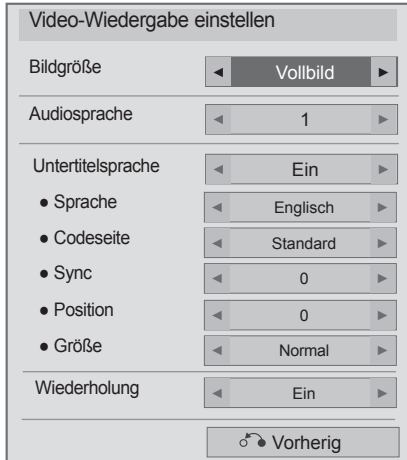 Video-Wiedergabe einstellen
Bildgröße ◄ Vollbild ►
Audiosprache ◄ 1 ►
Untertitelsprache ◄ Ein ►
● Sprache ◄ Englisch ►
● Codeseite ◄ Standard ►
● Sync ◄ 0 ►
● Position ◄ 0 ►
● Größe ◄ Normal ►
Wiederholung ◄ Ein ►
Vorherig